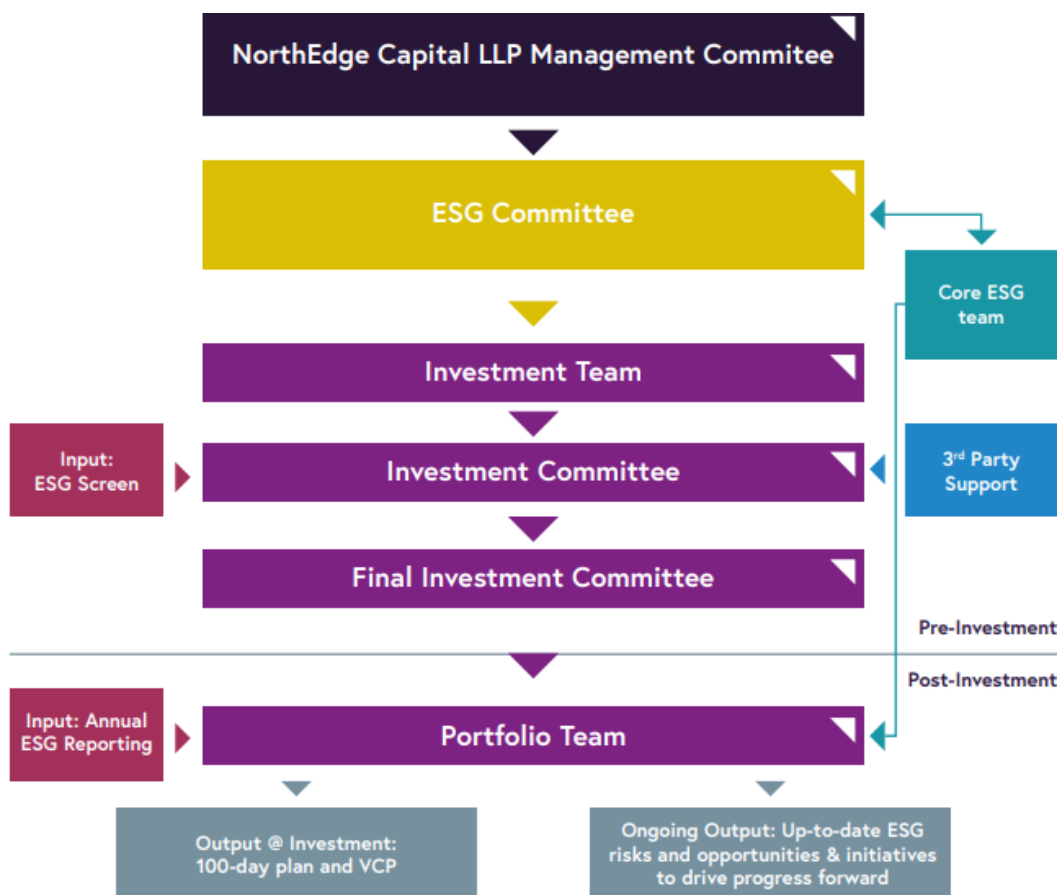 NorthEdge Capital LLP Management Commitee
ESG Committee
Core ESG
team
Investment Team
Input:
ESG Screen
Investment Committee
3rd Party
Support
Final Investment Committee
Pre-Investment
Post-Investment
Input: Annual
ESG Reporting
Portfolio Team
Output @ Investment:
100-day plan and VCP
Ongoing Output: Up-to-date ESG
risks and opportunities & initiatives
to drive progress forward